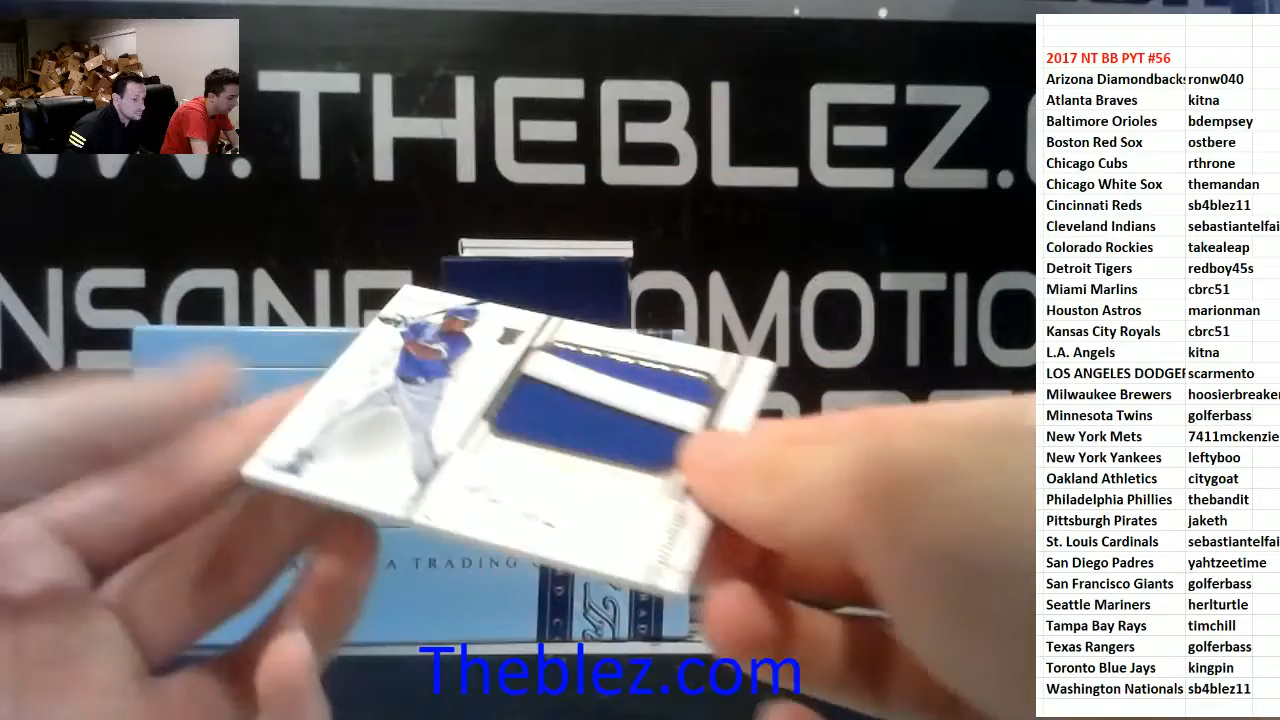 WWW.THEBLEZ.CO
INSANE PROMOTION
A TRADING C
Theblez.com
2017 NT BB PYT #56
Arizona Diamondbacks ronw040
Atlanta Braves kitna
Baltimore Orioles bdempsey
Boston Red Sox ostbere
Chicago Cubs rthrone
Chicago White Sox themandan
Cincinnati Reds sb4blez11
Cleveland Indians sebastiantelfai
Colorado Rockies takealeap
Detroit Tigers redboy45s
Miami Marlins cbrc51
Houston Astros marionman
Kansas City Royals cbrc51
L.A. Angels kitna
LOS ANGELES DODGER scarmento
Milwaukee Brewers hoosierbreaker
Minnesota Twins golferbass
New York Mets 7411mckenzie
New York Yankees leftyboo
Oakland Athletics citygoat
Philadelphia Phillies thebandit
Pittsburgh Pirates jaketh
St. Louis Cardinals sebastiantelfai
San Diego Padres yahtzeetime
San Francisco Giants golferbass
Seattle Mariners herlturtle
Tampa Bay Rays timchill
Texas Rangers golferbass
Toronto Blue Jays kingpin
Washington Nationals sb4blez11